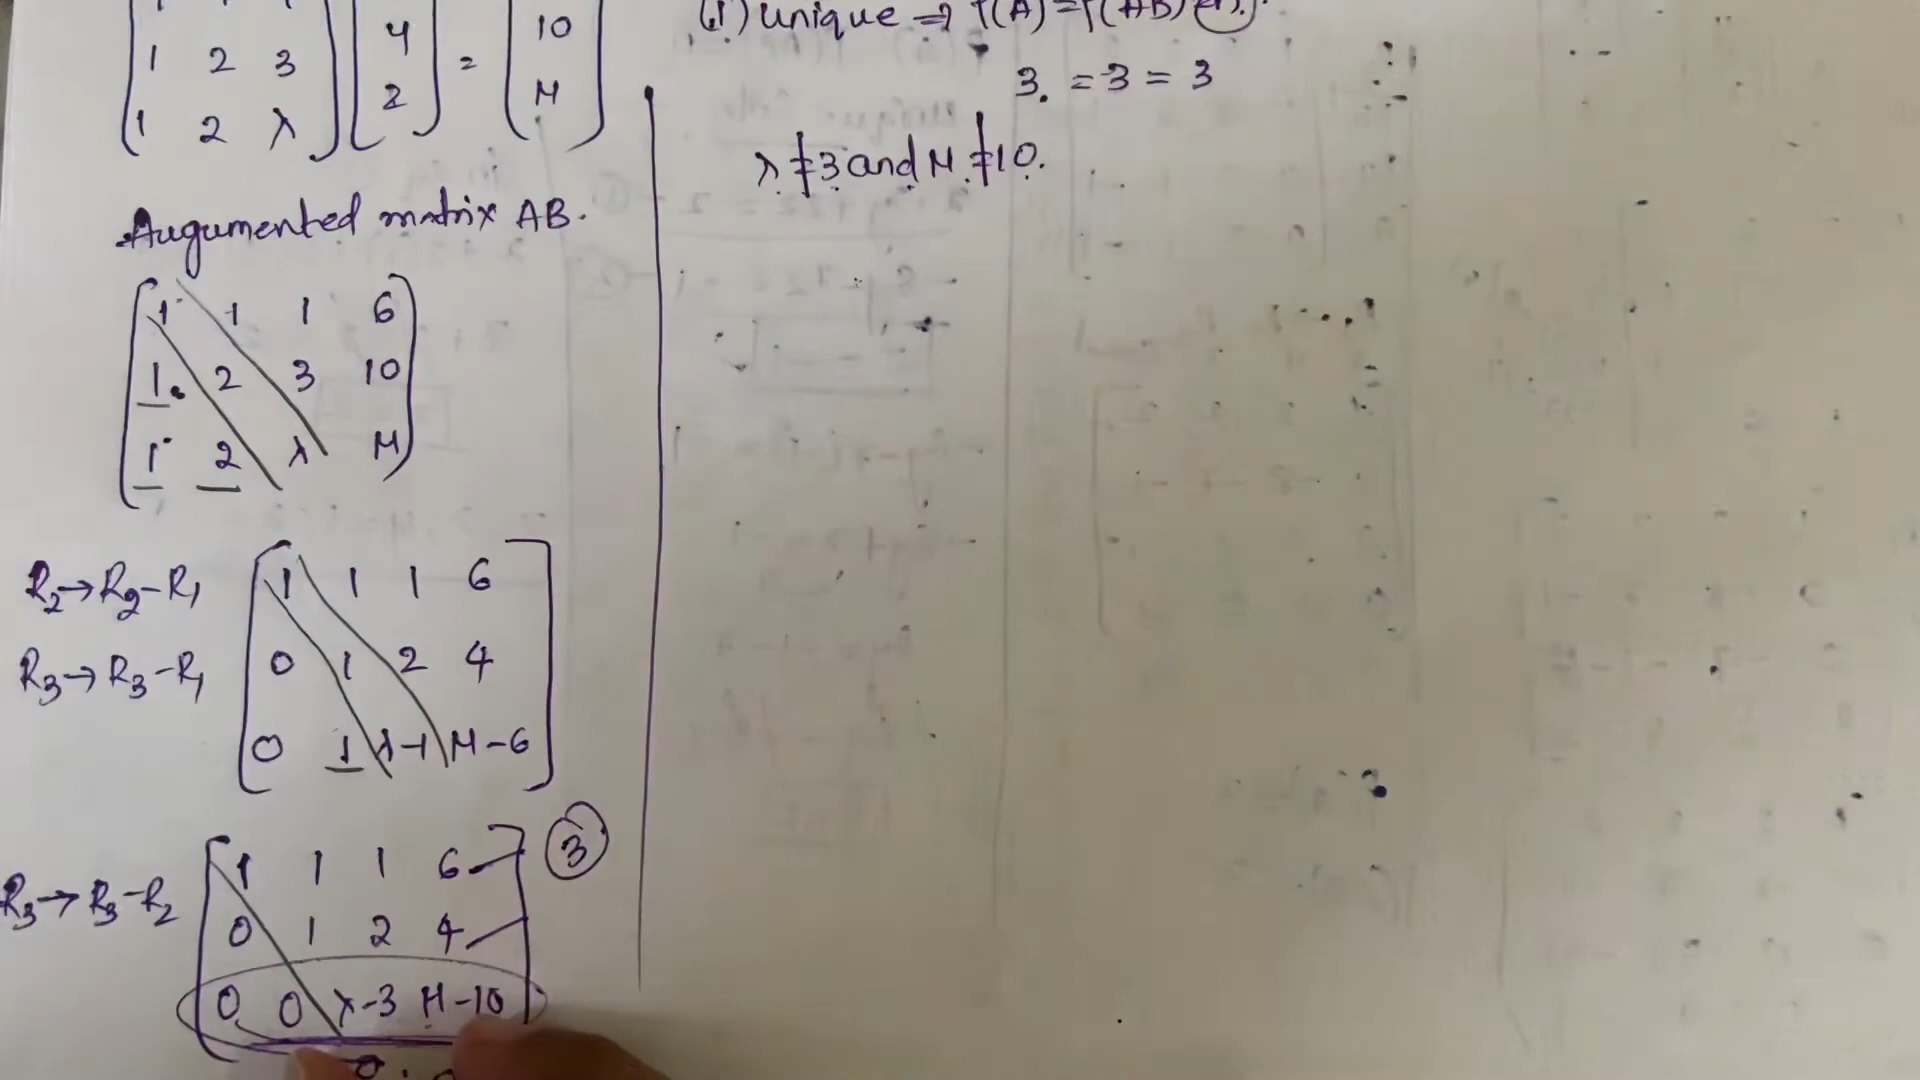 1 2 3 y = 10
1 2 λ z M
Augumented matrix AB.
1 1 1 6
1 2 3 10
1 2 λ M
R2→R2-R1 1 1 1 6
R3→R3-R1 0 1 2 4
0 1 λ-1 M-6
R3→R3-R2 1 1 1 6 3
0 1 2 4
0 0 λ-3 M-10
(i) unique ⇒ ρ(A)=ρ(AB)
3. =3 = 3
λ ≠3 and M ≠10.